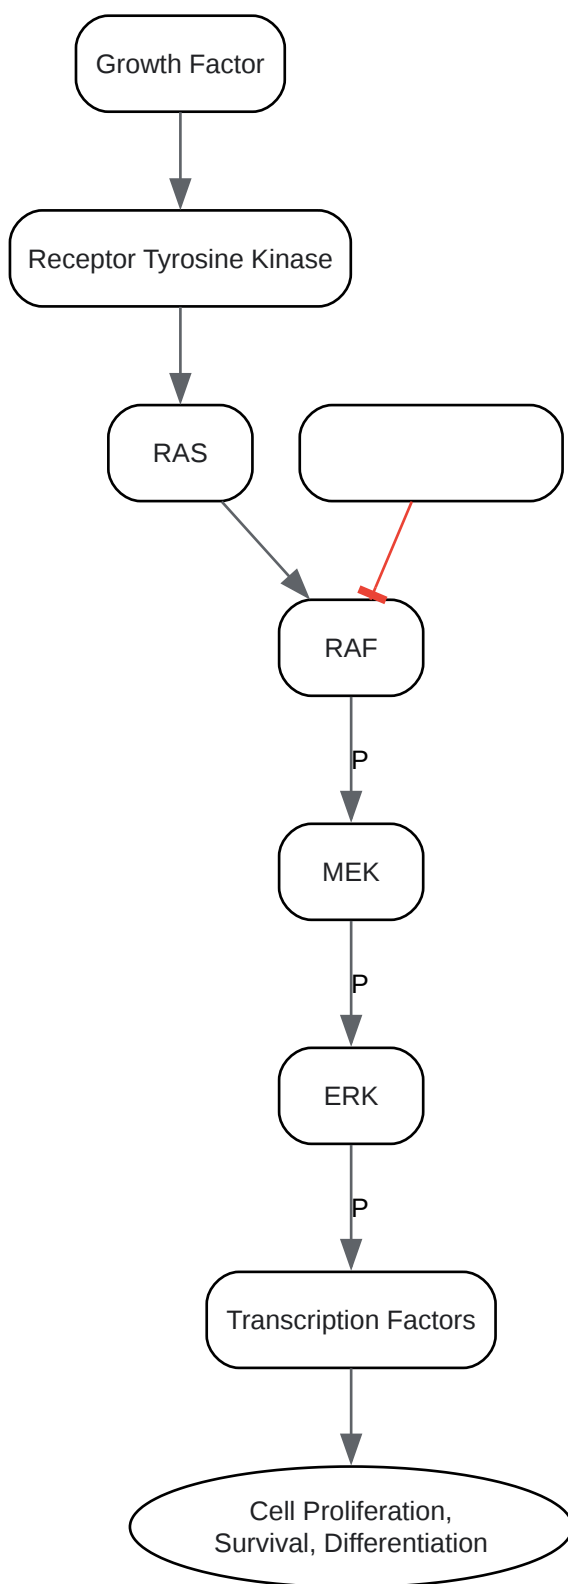 Growth Factor
Receptor Tyrosine Kinase
RAS
RAF
P
MEK
P
ERK
P
Transcription Factors
Cell Proliferation,
Survival, Differentiation